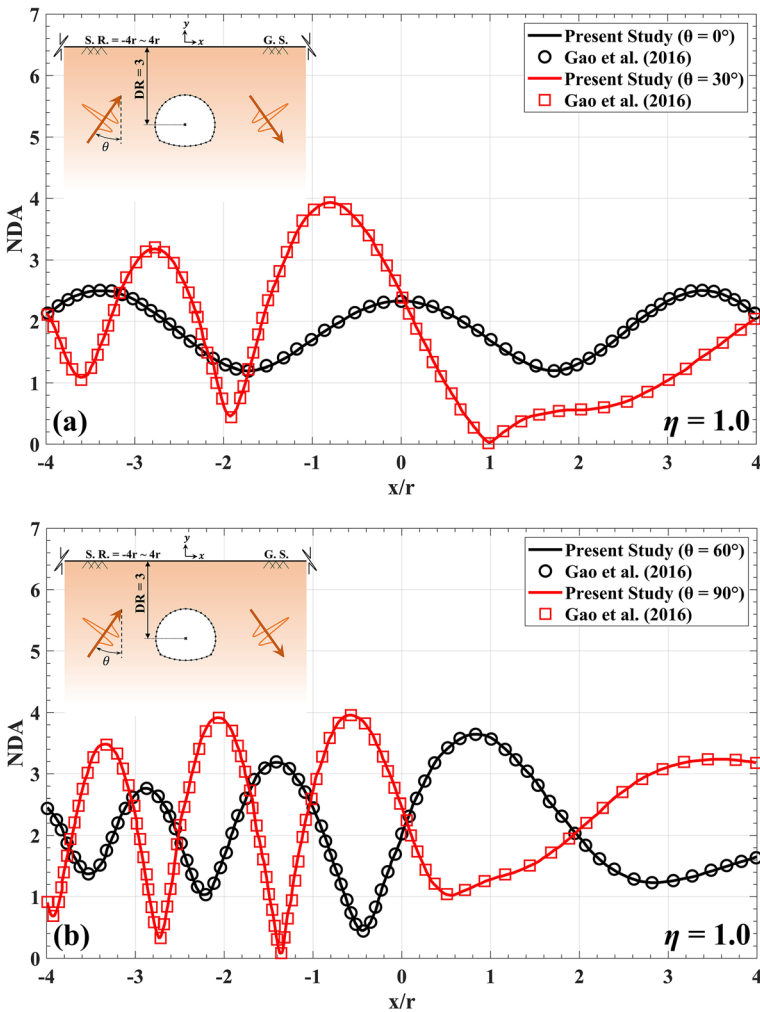 7
6
5
4
3
2
1
0
NDA
S. R. = -4r ~ 4r
y
x
G. S.
DR = 3
θ
Present Study (θ = 0°)
Gao et al. (2016)
Present Study (θ = 30°)
Gao et al. (2016)
(a)
η = 1.0
-4 -3 -2 -1 0 1 2 3 4
x/r
7
6
5
4
3
2
1
0
NDA
S. R. = -4r ~ 4r
y
x
G. S.
DR = 3
θ
Present Study (θ = 60°)
Gao et al. (2016)
Present Study (θ = 90°)
Gao et al. (2016)
(b)
η = 1.0
-4 -3 -2 -1 0 1 2 3 4
x/r